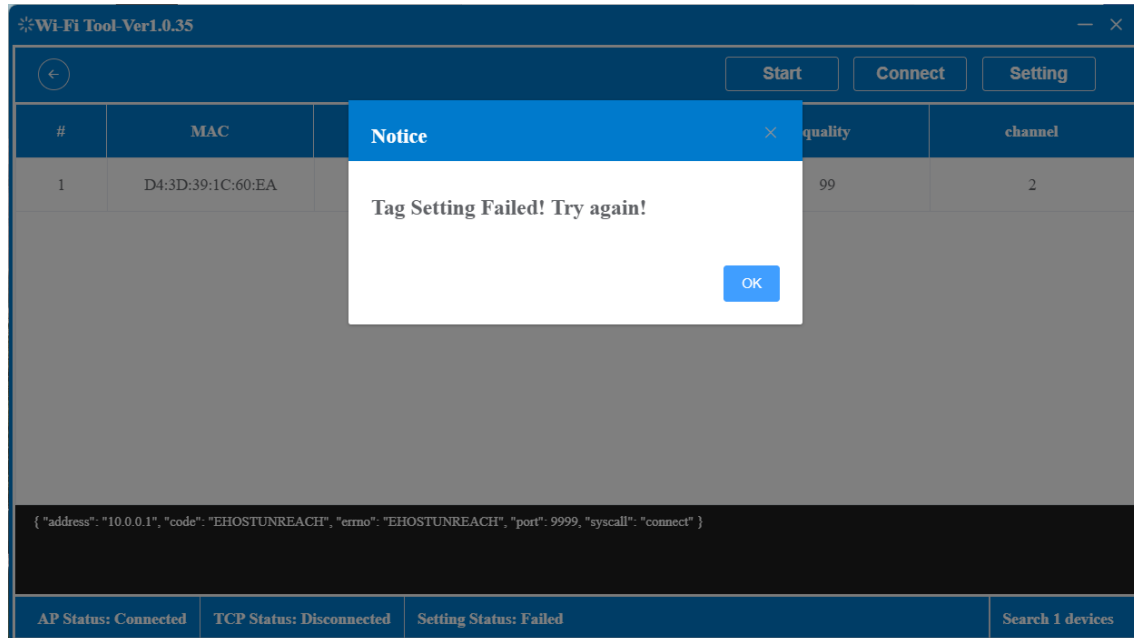 Wi-Fi Tool-Ver1.0.35
Start Connect Setting
# MAC quality channel
Notice
1 D4:3D:39:1C:60:EA 99 2
Tag Setting Failed! Try again!
OK
{ "address": "10.0.0.1", "code": "EHOSTUNREACH", "errno": "EHOSTUNREACH", "port": 9999, "syscall": "connect" }
AP Status: Connected TCP Status: Disconnected Setting Status: Failed Search 1 devices